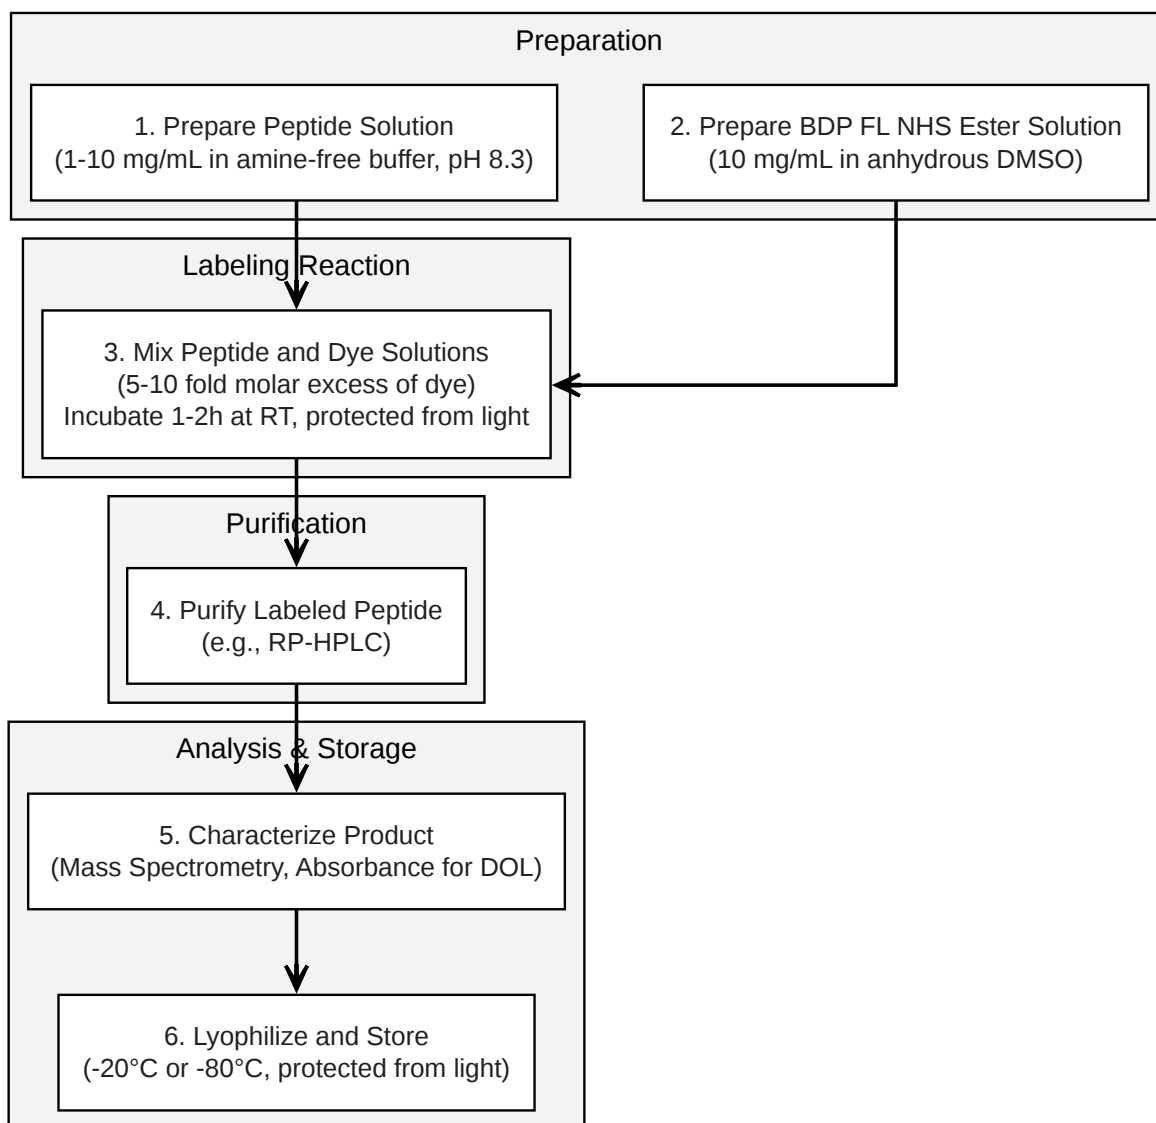 Preparation
1. Prepare Peptide Solution
(1-10 mg/mL in amine-free buffer, pH 8.3)
2. Prepare BDP FL NHS Ester Solution
(10 mg/mL in anhydrous DMSO)
Labeling Reaction
3. Mix Peptide and Dye Solutions
(5-10 fold molar excess of dye)
Incubate 1-2h at RT, protected from light
Purification
4. Purify Labeled Peptide
(e.g., RP-HPLC)
Analysis & Storage
5. Characterize Product
(Mass Spectrometry, Absorbance for DOL)
6. Lyophilize and Store
(-20°C or -80°C, protected from light)